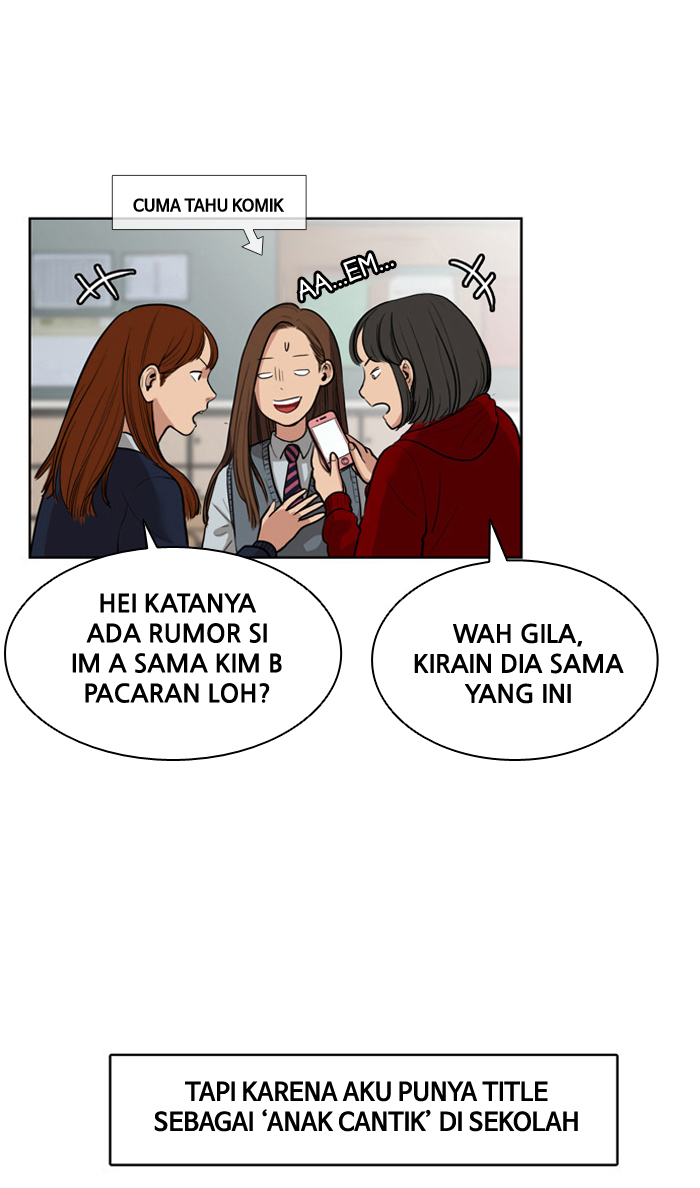 CUMA TAHU KOMIK
AA...EM...
HEI KATANYA
ADA RUMOR SI
IM A SAMA KIM B
PACARAN LOH?
WAH GILA,
KIRAIN DIA SAMA
YANG INI
TAPI KARENA AKU PUNYA TITLE
SEBAGAI ‘ANAK CANTIK’ DI SEKOLAH